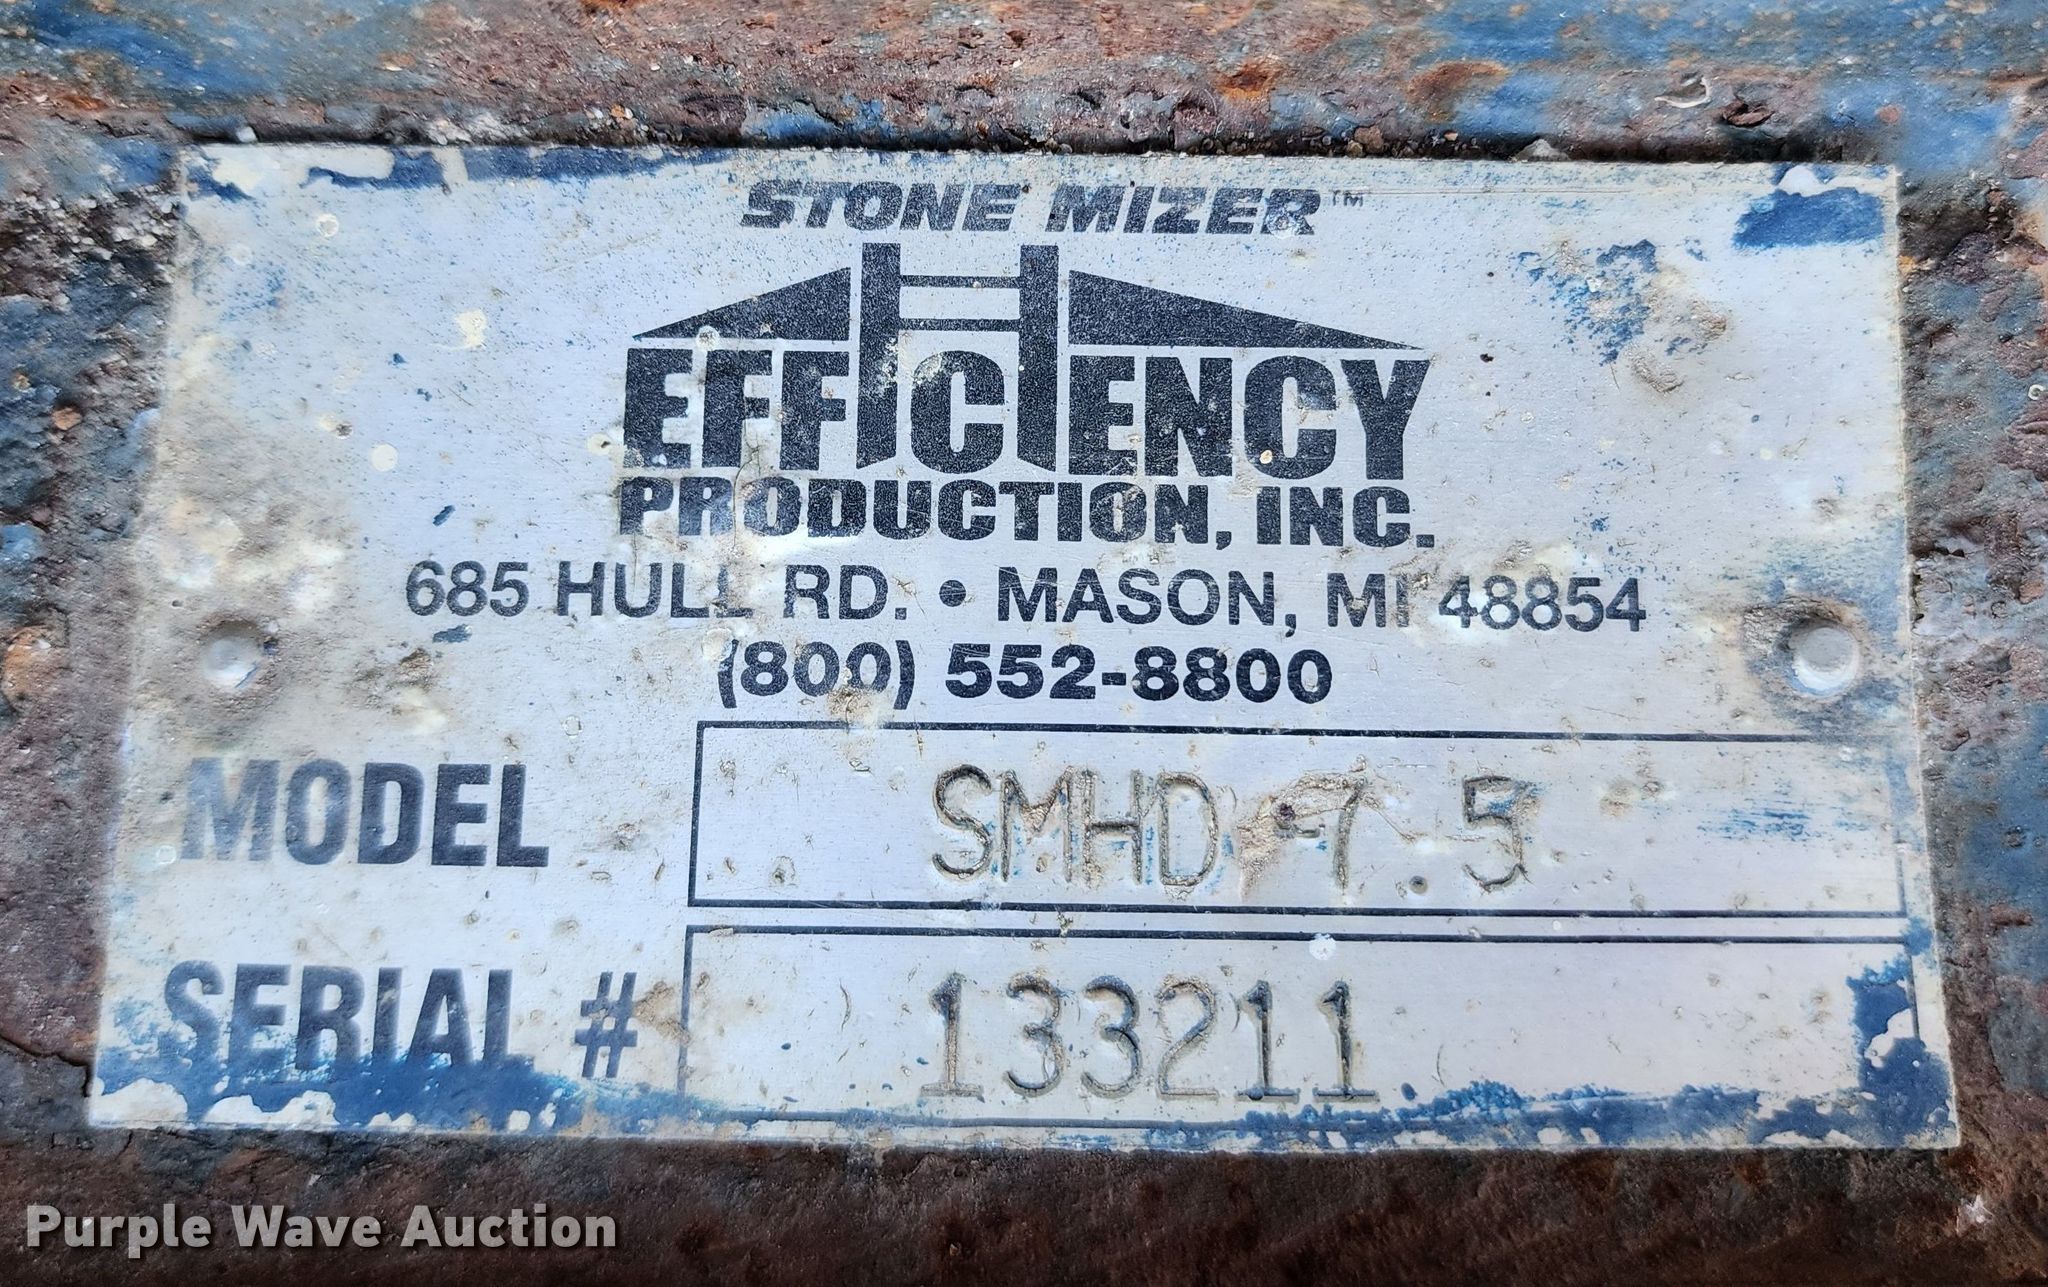 STONE MIZER™
EFFICIENCY
PRODUCTION, INC.
685 HULL RD. • MASON, MI 48854
(800) 552-8800
MODEL SMHD-7.5
SERIAL # 133211
Purple Wave Auction